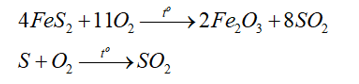 4FeS₂ + 11O₂ —t°→ 2Fe₂O₃ + 8SO₂
S + O₂ —t°→ SO₂